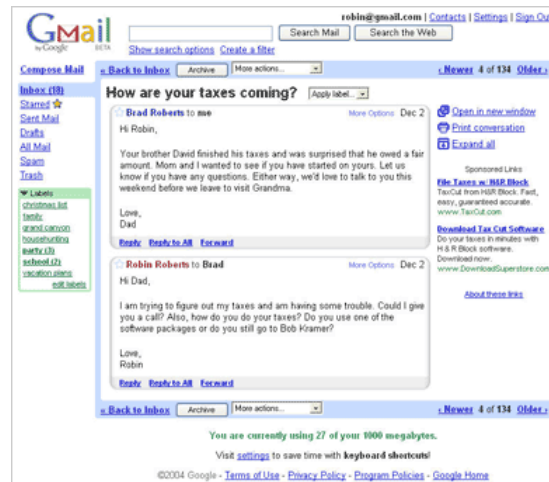 robin@gmail.com | Contacts | Settings | Sign Ou
Gmail
by Google BETA
Search Mail Search the Web
Show search options Create a filter
Compose Mail
« Back to Inbox Archive More actions... ‹ Newer 4 of 134 Older ›
Inbox (18)
Starred
Sent Mail
Drafts
All Mail
Spam
Trash
Labels
christmas list
family
grand canyon
househunting
party (3)
school (2)
vacation plans
edit labels
How are your taxes coming? Apply label...
Brad Roberts to me More Options Dec 2
Hi Robin,
Your brother David finished his taxes and was surprised that he owed a fair
amount. Mom and I wanted to see if you have started on yours. Let us
know if you have any questions. Either way, we'd love to talk to you this
weekend before we leave to visit Grandma.
Love,
Dad
Reply Reply to All Forward
Robin Roberts to Brad More Options Dec 2
Hi Dad,
I am trying to figure out my taxes and am having some trouble. Could I give
you a call? Also, how do you do your taxes? Do you use one of the
software packages or do you still go to Bob Kramer?
Love,
Robin
Reply Reply to All Forward
Open in new window
Print conversation
Expand all
Sponsored Links
File Taxes w/ H&R Block
TaxCut from H&R Block. Fast,
easy, guaranteed accurate.
www.TaxCut.com
Download Tax Cut Software
Do your taxes in minutes with
H & R Block software.
Download now.
www.DownloadSuperstore.com
About these links
« Back to Inbox Archive More actions... ‹ Newer 4 of 134 Older ›
You are currently using 27 of your 1000 megabytes.
Visit settings to save time with keyboard shortcuts!
©2004 Google - Terms of Use - Privacy Policy - Program Policies - Google Home